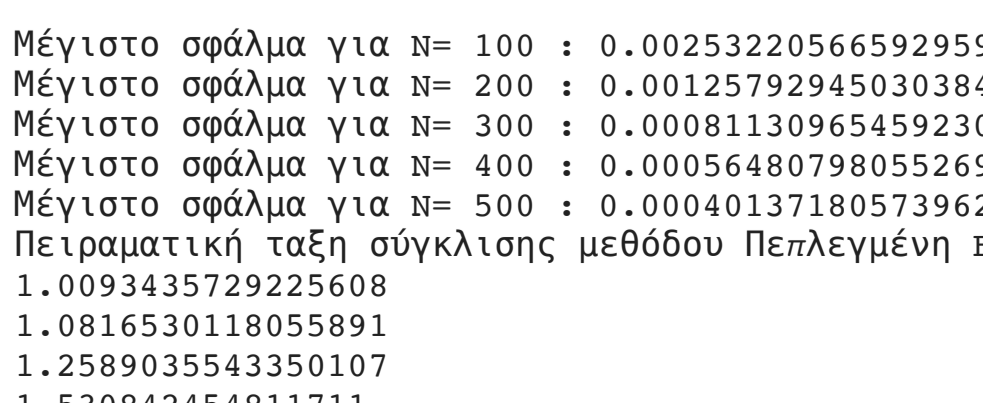 Μέγιστο σφάλμα για N= 100 : 0.0025322056659295
Μέγιστο σφάλμα για N= 200 : 0.0012579294503038
Μέγιστο σφάλμα για N= 300 : 0.0008113096545923
Μέγιστο σφάλμα για N= 400 : 0.0005648079805526
Μέγιστο σφάλμα για N= 500 : 0.0004013718057396
Πειραματική ταξη σύγκλισης μεθόδου Πεπλεγμένη
1.0093435729225608
1.0816530118055891
1.2589035543350107
1.530842454811711